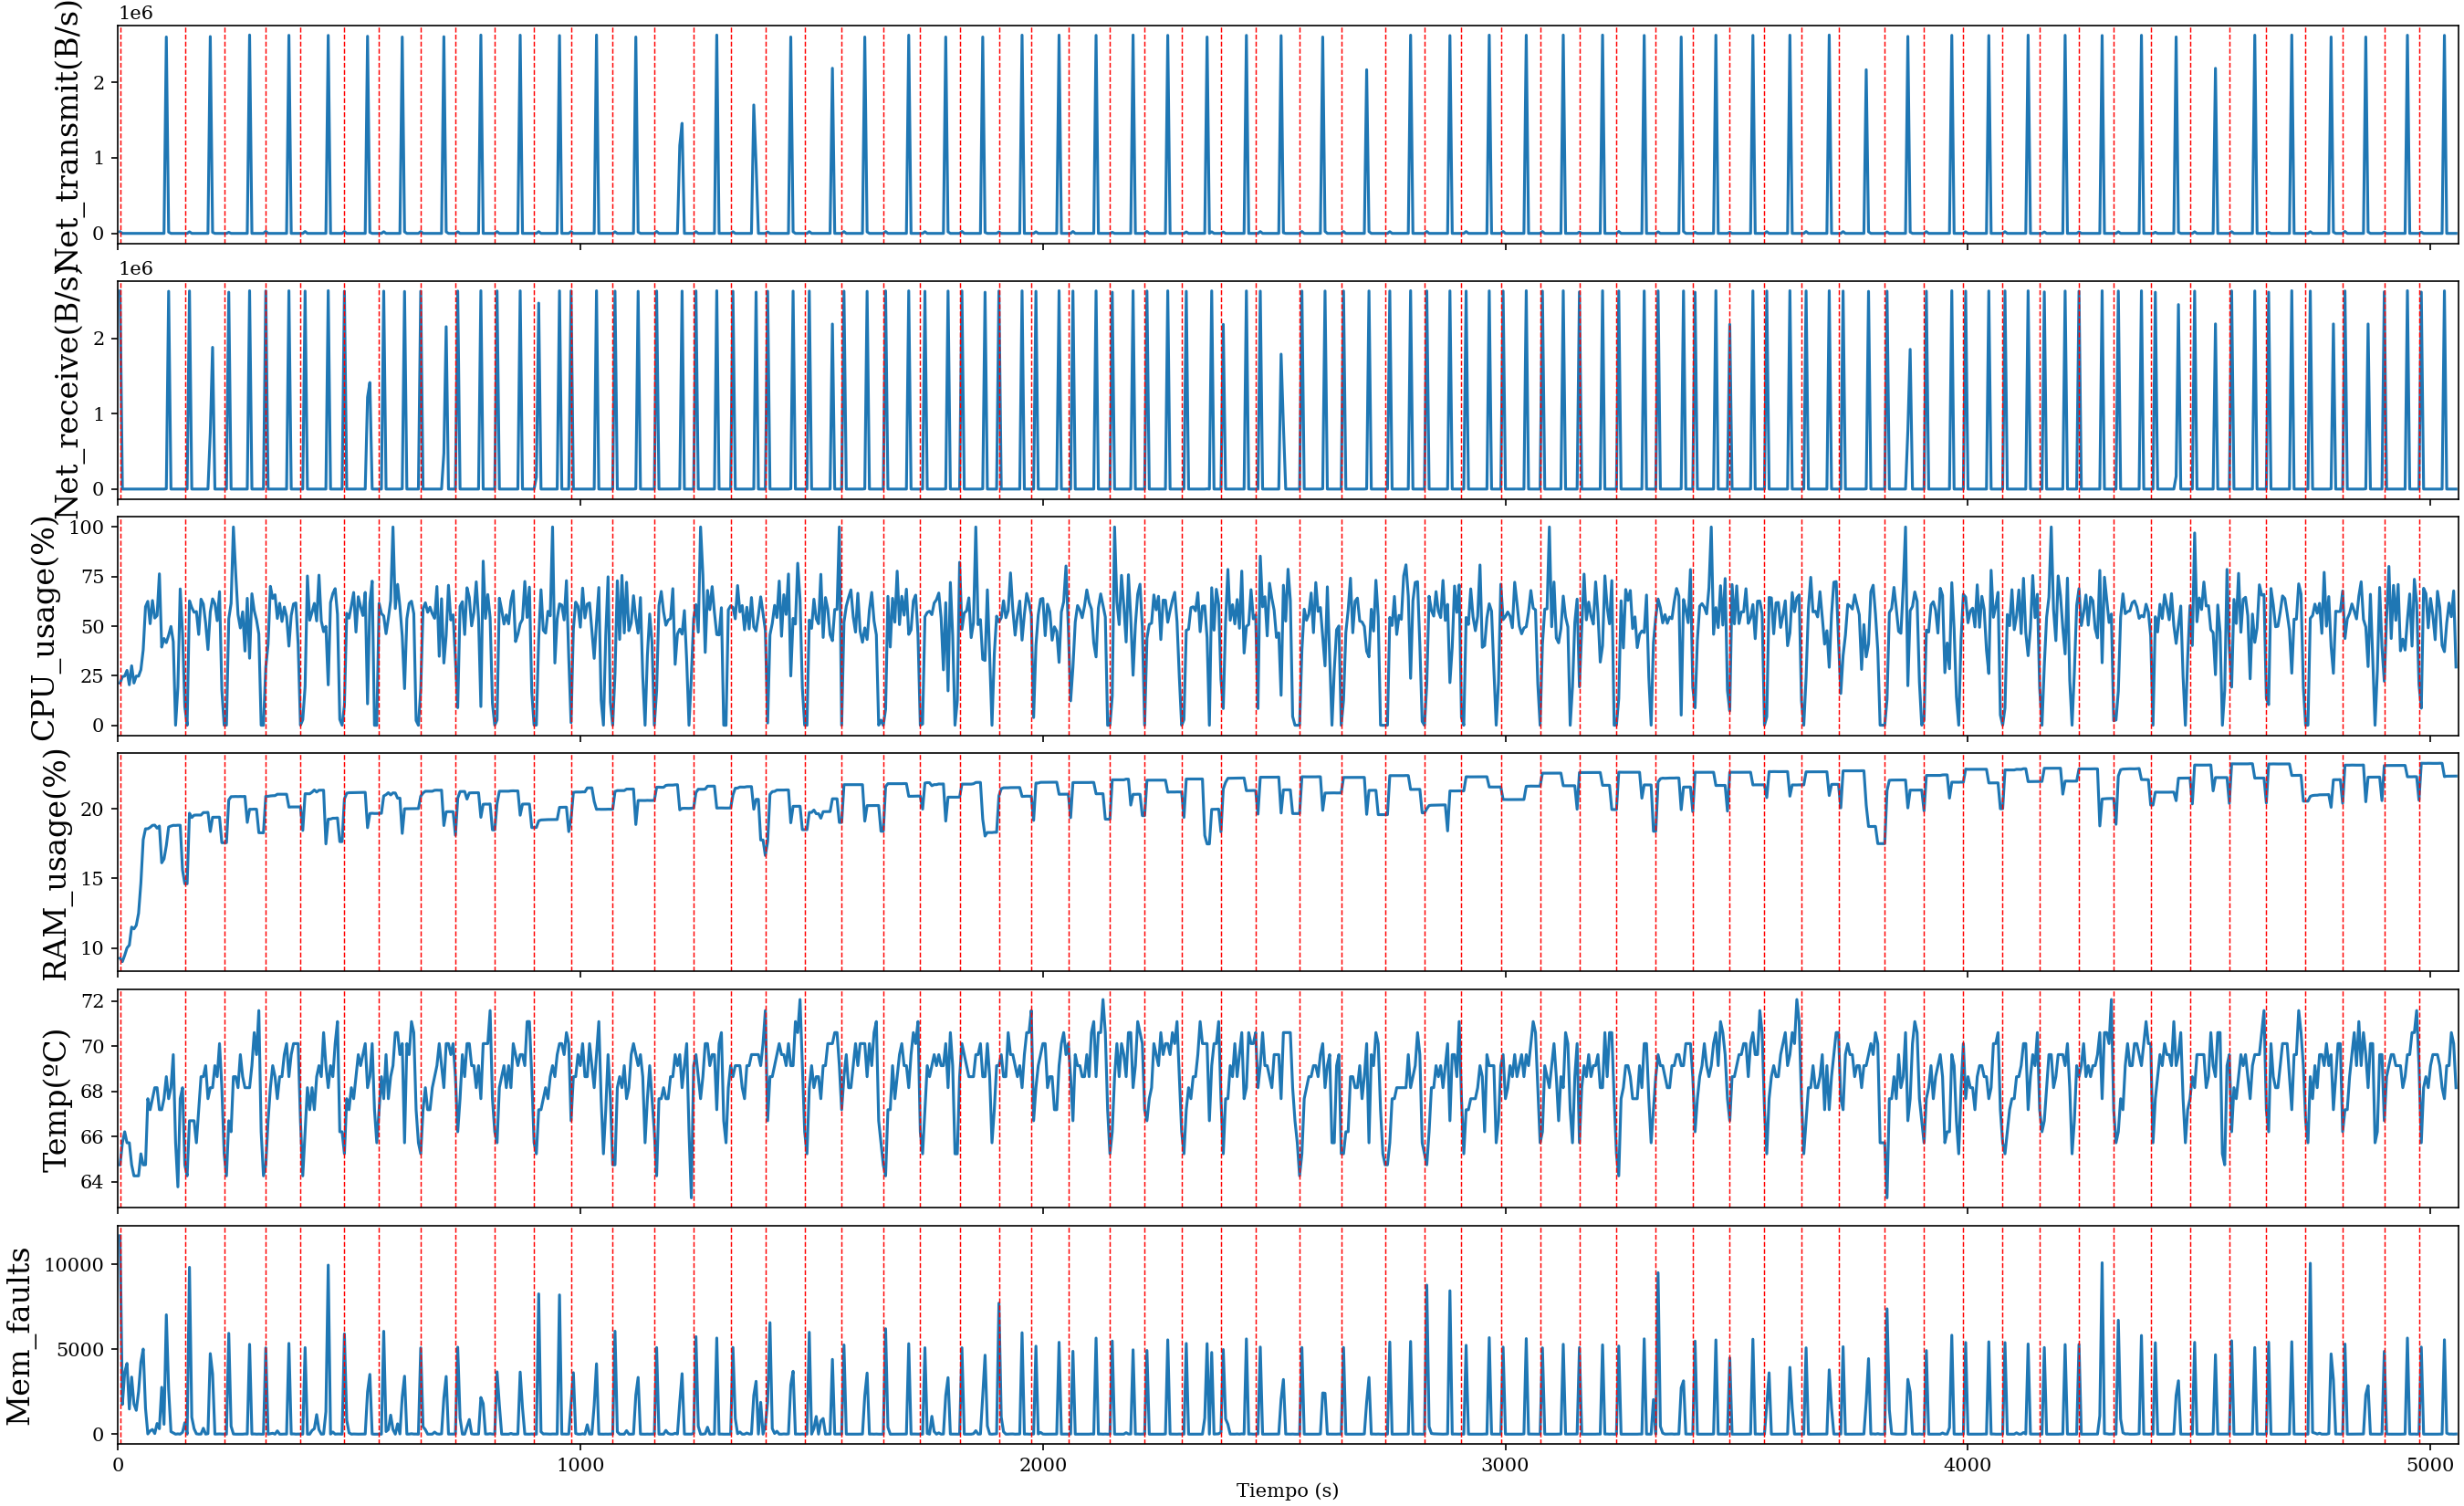 1e6
Net_transmit(B/s)
2
1
0
1e6
Net_receive(B/s)
2
1
0
CPU_usage(%)
100
75
50
25
0
RAM_usage(%)
20
15
10
Temp(ºC)
72
70
68
66
64
Mem_faults
10000
5000
0
0 1000 2000 3000 4000 5000
Tiempo (s)